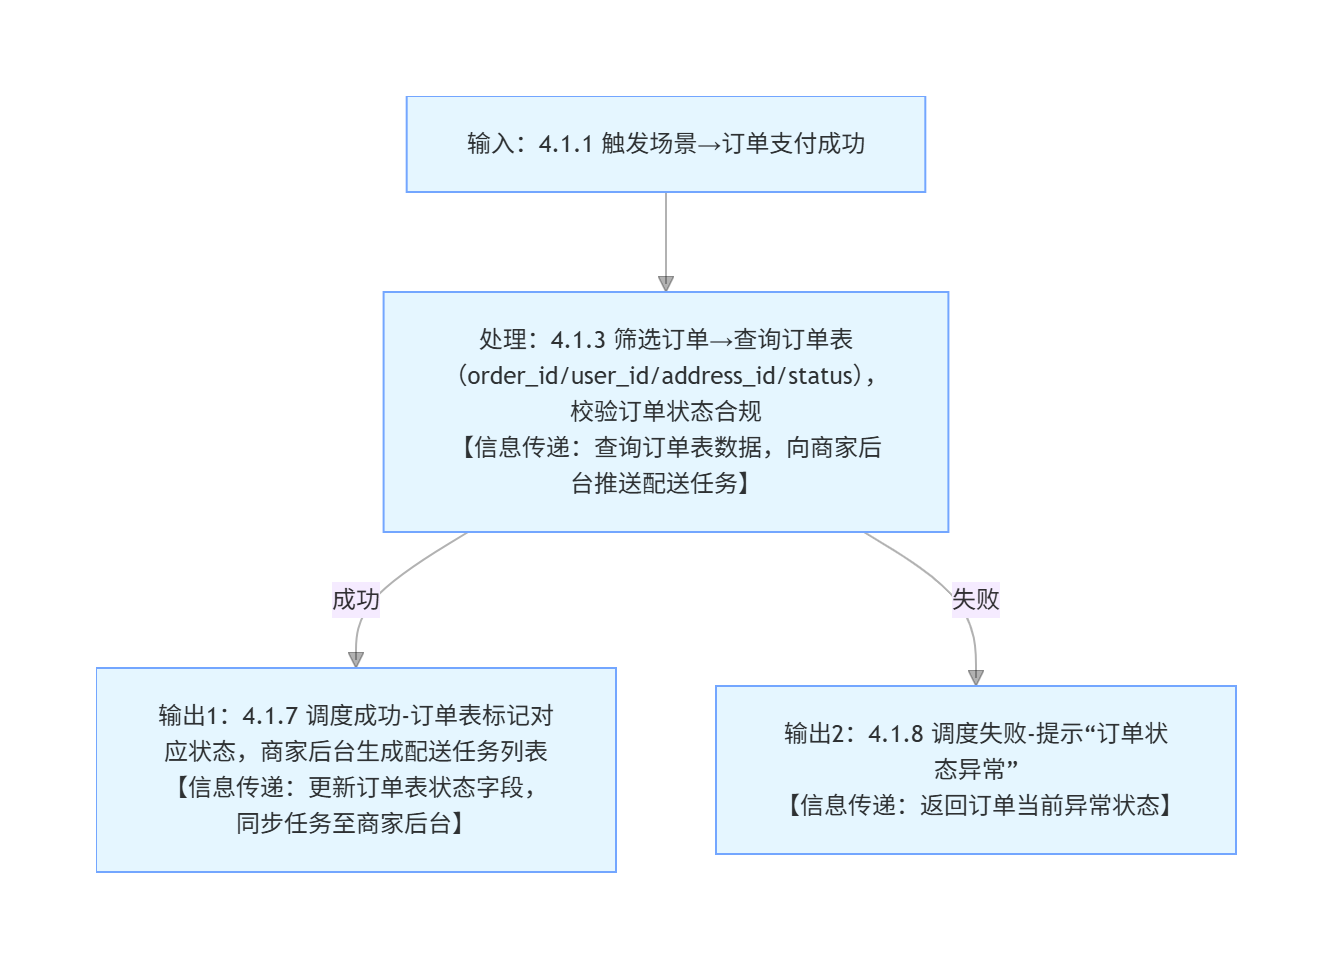 输入：4.1.1 触发场景→订单支付成功
处理：4.1.3 筛选订单→查询订单表
（order_id/user_id/address_id/status），
校验订单状态合规
【信息传递：查询订单表数据，向商家后
台推送配送任务】
成功
失败
输出1：4.1.7 调度成功-订单表标记对
应状态，商家后台生成配送任务列表
【信息传递：更新订单表状态字段，
同步任务至商家后台】
输出2：4.1.8 调度失败-提示“订单状
态异常”
【信息传递：返回订单当前异常状态】